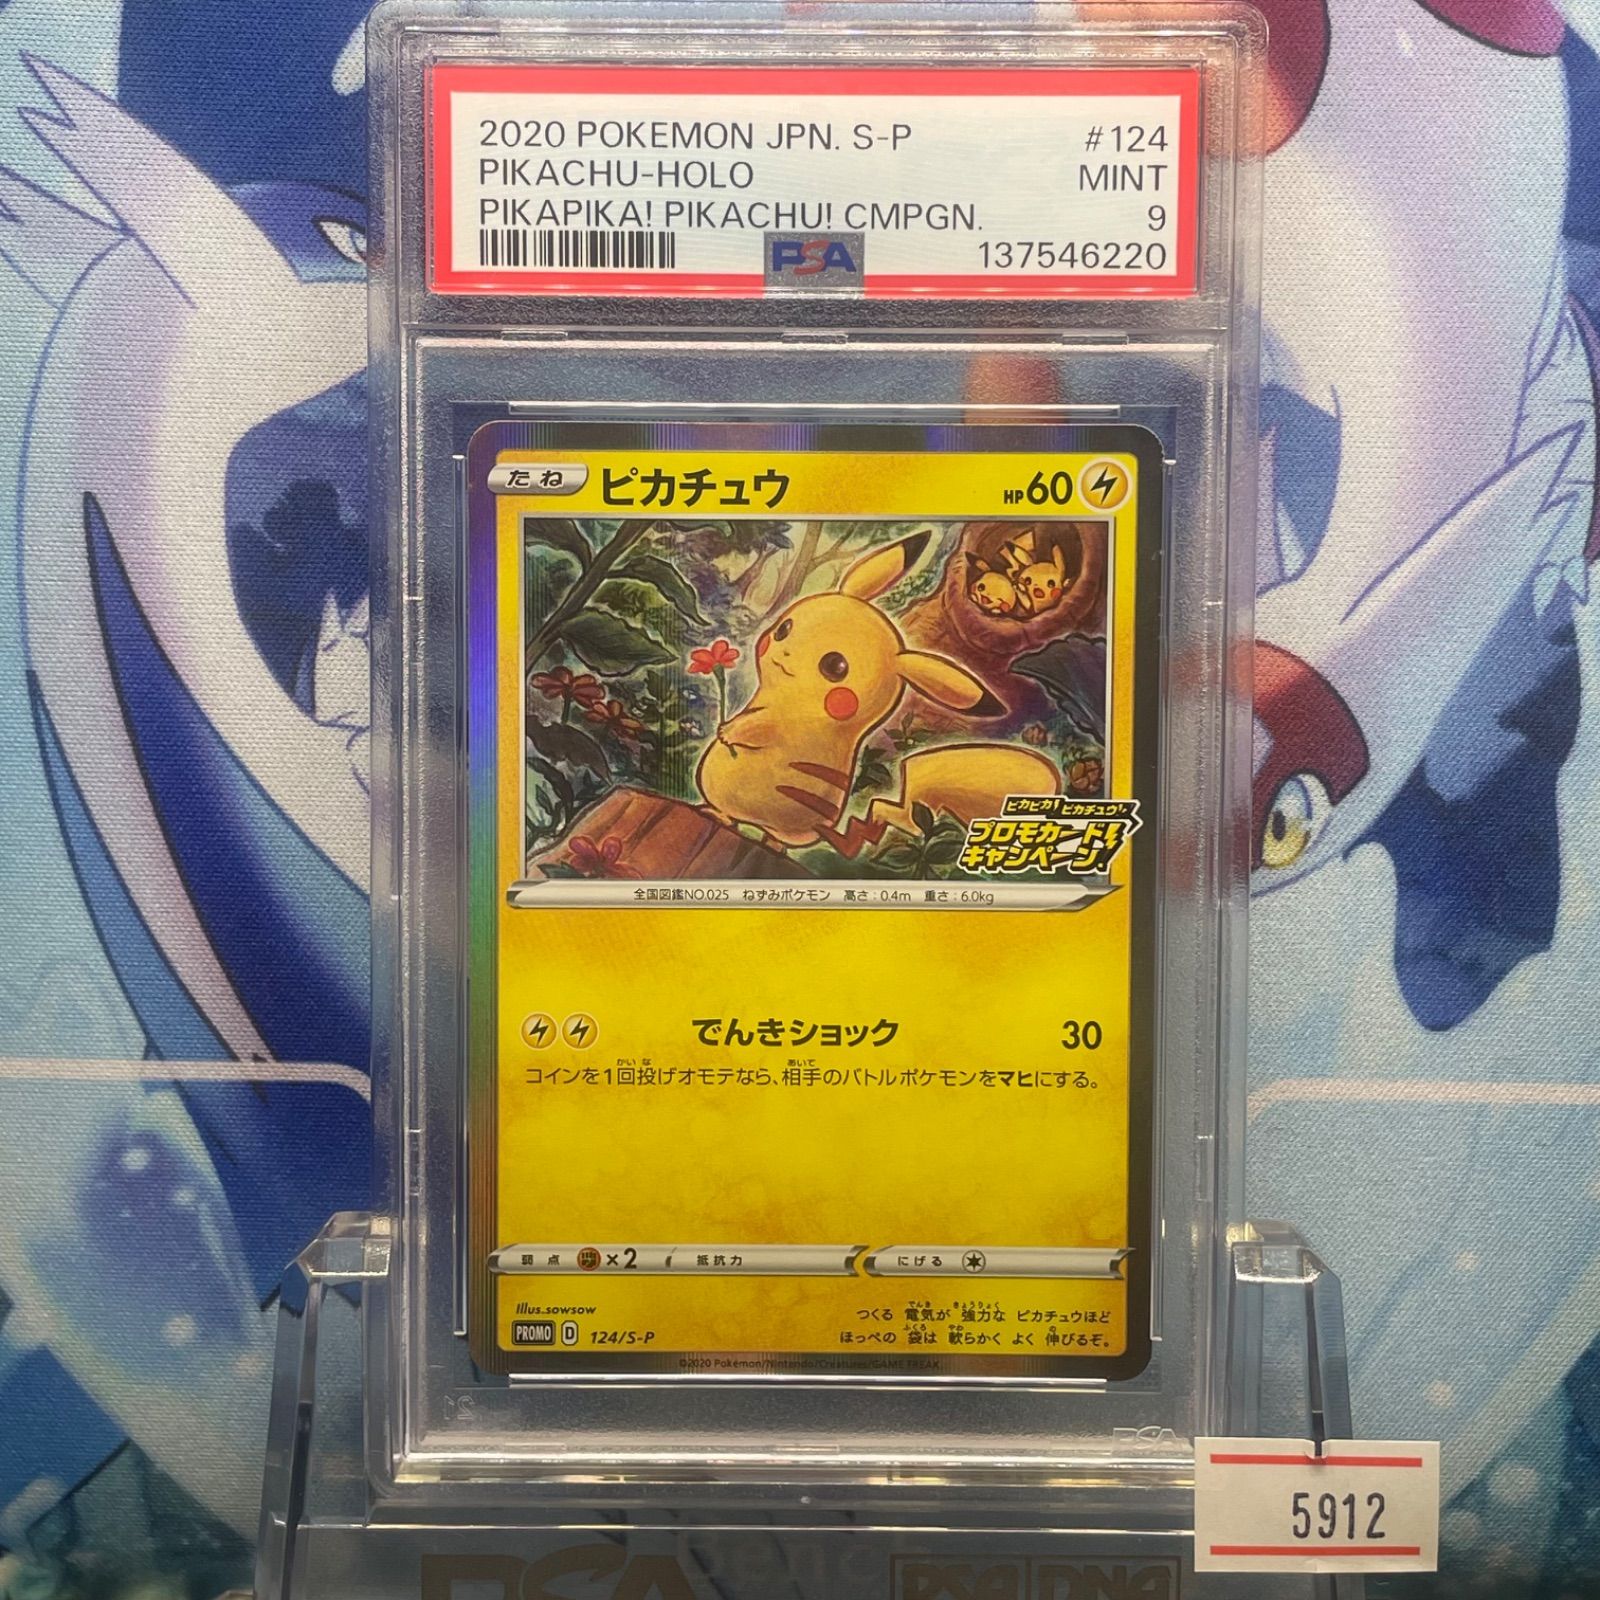 2020 POKEMON JPN. S-P #124
PIKACHU-HOLO MINT
PIKAPIKA! PIKACHU! CMPGN. 9
PSA 137546220
たね ピカチュウ HP60
ピカピカ! ピカチュウ!
プロモカード
キャンペーン!
全国図鑑NO.025 ねずみポケモン 高さ:0.4m 重さ:6.0kg
でんきショック 30
コインを1回投げオモテなら、相手のバトルポケモンをマヒにする。
弱点 ×2 抵抗力 にげる
Illus. sowsow
つくる 電気が 強力な ピカチュウほど
ほっぺの 袋は 軟らかく よく 伸びるぞ。
PROMO D 124/S-P
©2020 Pokémon/Nintendo/Creatures/GAME FREAK.
PSA
5912
PSA
PSA DNA